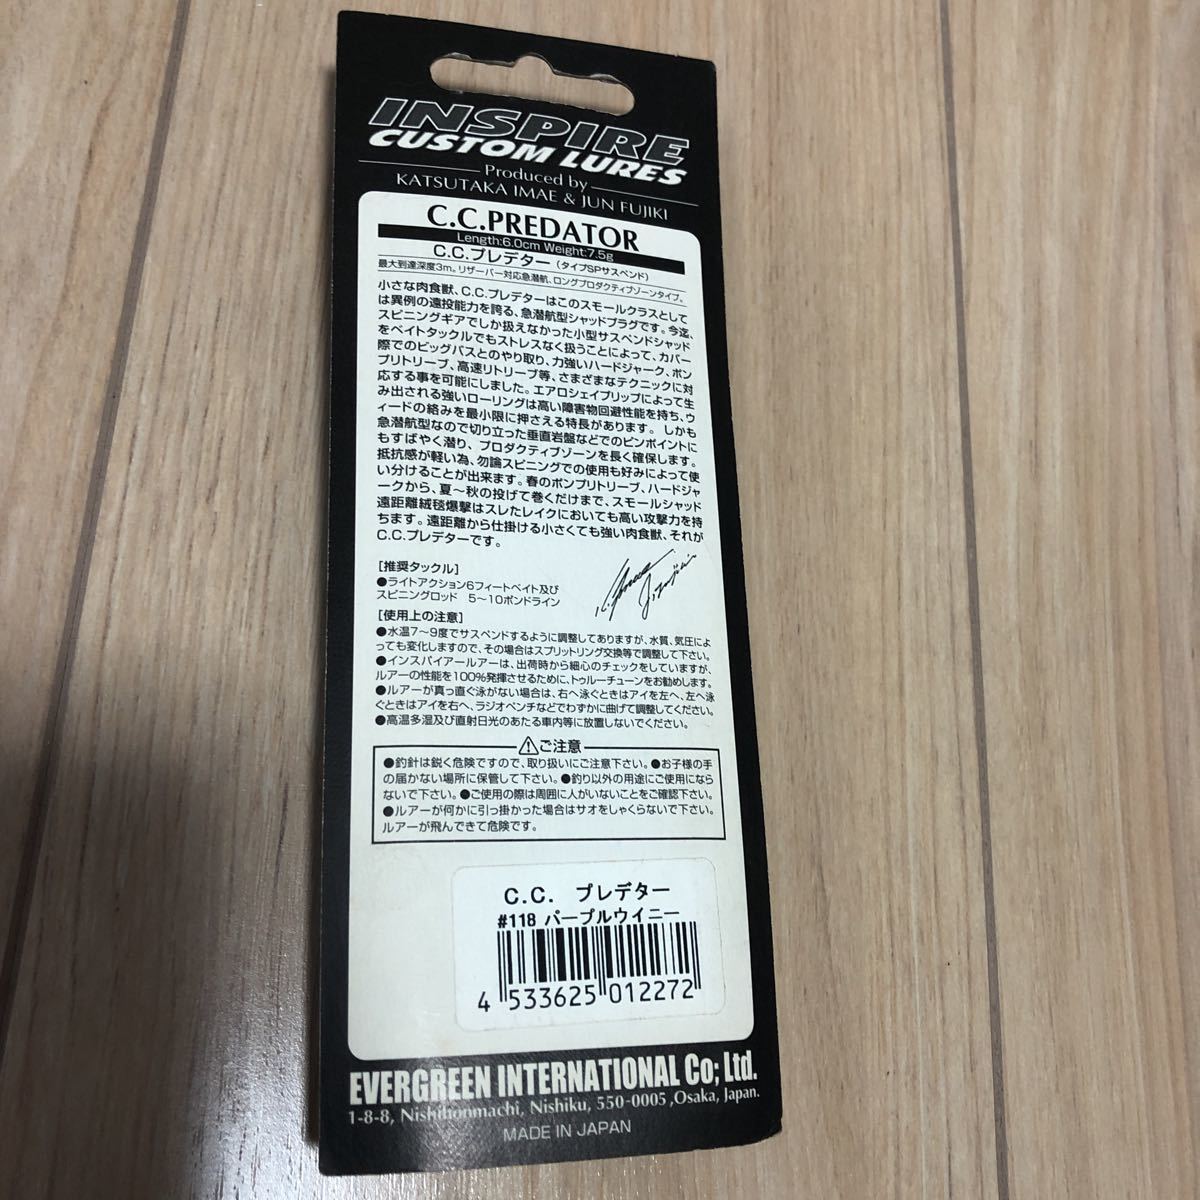 INSPIRE
CUSTOM LURES
Produced by
KATSUTAKA IMAE & JUN FUJIKI
C.C.PREDATOR
Length:6.0cm Weight:7.5g
C.C.プレデター (タイプSPサスペンド)
最大到達深度3m。リザーバー対応急潜航、ロングプロダクティブゾーンタイプ。
小さな肉食獣、C.C.プレデターはこのスモールクラスとして
は異例の遠投能力を誇る、急潜航型シャッドプラグです。今迄、
スピニングギアでしか扱えなかった小型サスペンドシャッド
をベイトタックルでもストレスなく扱うことによって、カバー
際でのビッグバスとのやり取り、力強いハードジャーク、ポン
プリトリーブ、高速リトリーブ等、さまざまなテクニックに対
応する事を可能にしました。エアロシェイプリップによって生
み出される強いローリングは高い障害物回避性能を持ち、ウ
ィードの絡みを最小限に押さえる特長があります。しかも
急潜航型なので切り立った垂直岩盤などでのピンポイントに
もすばやく潜り、プロダクティブゾーンを長く確保します。
抵抗感が軽い為、勿論スピニングでの使用も好みによって使
い分けることが出来ます。春のポンプリトリーブ、ハードジャ
ークから、夏〜秋の投げて巻くだけまで、スモールシャッド
遠距離絨毯爆撃はスレたレイクにおいても高い攻撃力を持
ちます。遠距離から仕掛ける小さくても強い肉食獣、それが
C.C.プレデターです。
[推奨タックル]
●ライトアクション6フィートベイト及び
スピニングロッド 5〜10ポンドライン
[使用上の注意]
●水温7〜9度でサスペンドするように調整してありますが、水質、気圧によ
っても変化しますので、その場合はスプリットリング交換等で調整して下さい。
●インスパイアールアーは、出荷時から細心のチェックをしていますが、
ルアーの性能を100%発揮させるために、トゥルーチューンをお勧めします。
●ルアーが真っ直ぐ泳がない場合は、右へ泳ぐときはアイを左へ、左へ泳
ぐときはアイを右へ、ラジオペンチなどでわずかに曲げて調整してください。
●高温多湿及び直射日光のあたる車内等に放置しないでください。
ご注意
●釣針は鋭く危険ですので、取り扱いにご注意下さい。●お子様の手
の届かない場所に保管して下さい。●釣り以外の用途にご使用になら
ないで下さい。●ご使用の際は周囲に人がいないことをご確認下さい。
●ルアーが何かに引っ掛かった場合はサオをしゃくらないで下さい。
ルアーが飛んできて危険です。
C.C. プレデター
#118 パープルウイニー
4 533625 012272
EVERGREEN INTERNATIONAL Co; Ltd.
1-8-8, Nishihonmachi, Nishiku, 550-0005 ,Osaka, Japan.
MADE IN JAPAN